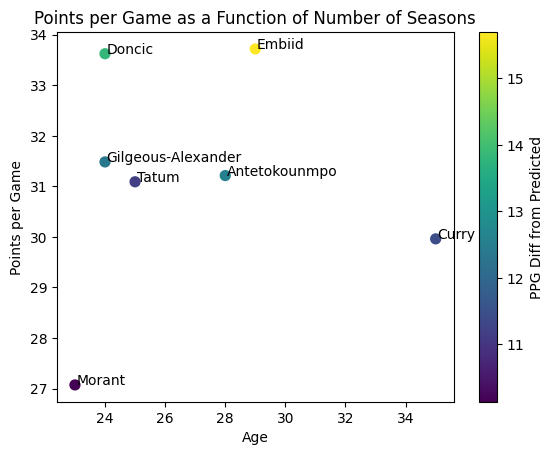 Points per Game as a Function of Number of Seasons
34
33
32
31
30
29
28
27
Points per Game
Doncic
Embiid
Gilgeous-Alexander
Tatum
Antetokounmpo
Curry
Morant
24
26
28
30
32
34
Age
15
14
13
12
11
PPG Diff from Predicted